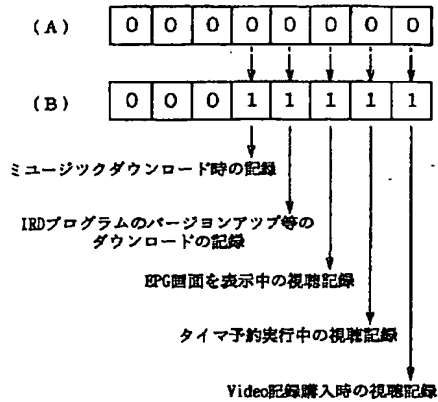 (A) 0 0 0 0 0 0 0 0
(B) 0 0 0 1 1 1 1 1
ミュージックダウンロード時の記録
IRDプログラムのバージョンアップ等の
ダウンロードの記録
EPG画面を表示中の視聴記録
タイマ予約実行中の視聴記録
Video記録購入時の視聴記録